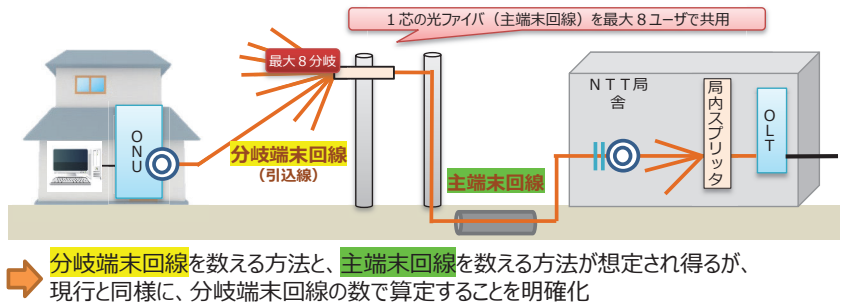 1芯の光ファイバ(主端末回線)を最大8ユーザで共用
最大8分岐
NTT局
舎
局内スプリッタ
OLT
ONU
分岐端末回線
(引込線)
主端末回線
分岐端末回線を数える方法と、主端末回線を数える方法が想定され得るが、
現行と同様に、分岐端末回線の数で算定することを明確化